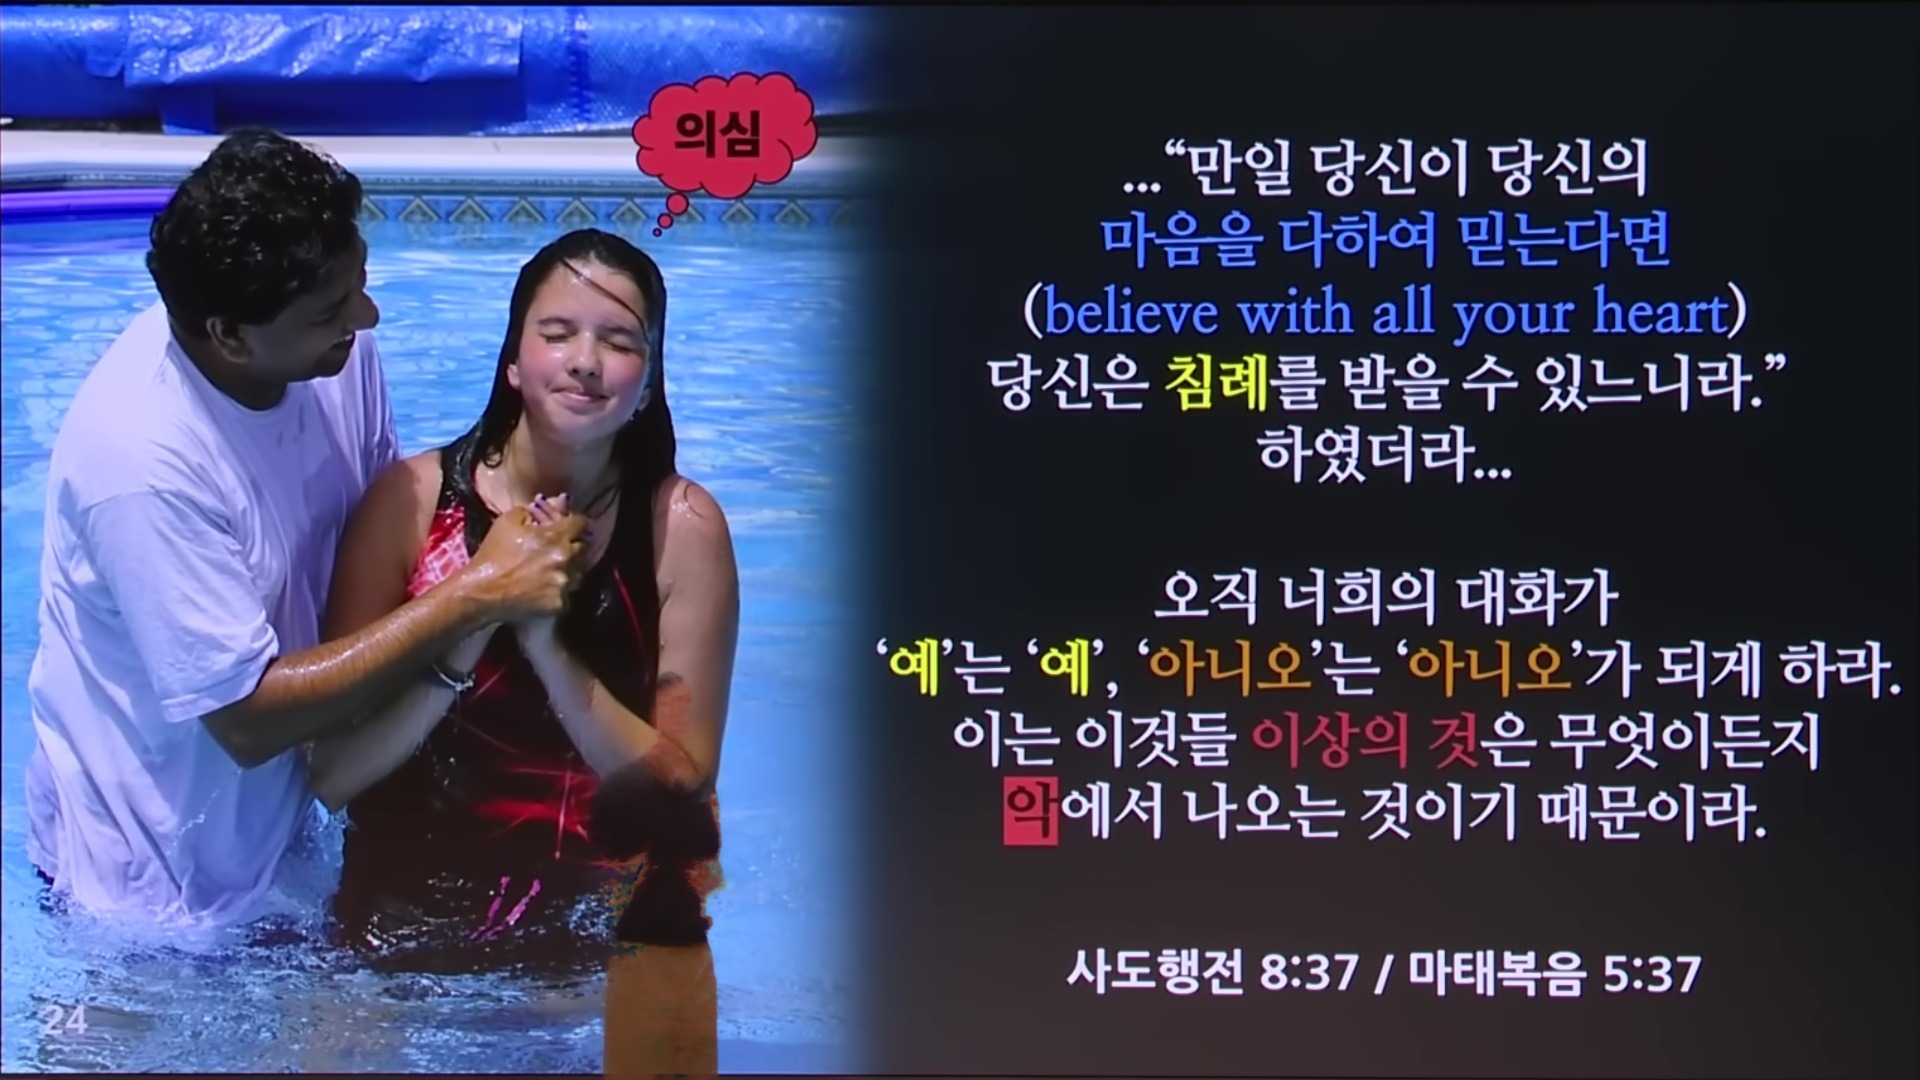 의심
...“만일 당신이 당신의
마음을 다하여 믿는다면
(believe with all your heart)
당신은 침례를 받을 수 있느니라.”
하였더라...
오직 너희의 대화가
‘예’는 ‘예’, ‘아니오’는 ‘아니오’가 되게 하라.
이는 이것들 이상의 것은 무엇이든지
악에서 나오는 것이기 때문이라.
사도행전 8:37 / 마태복음 5:37
24